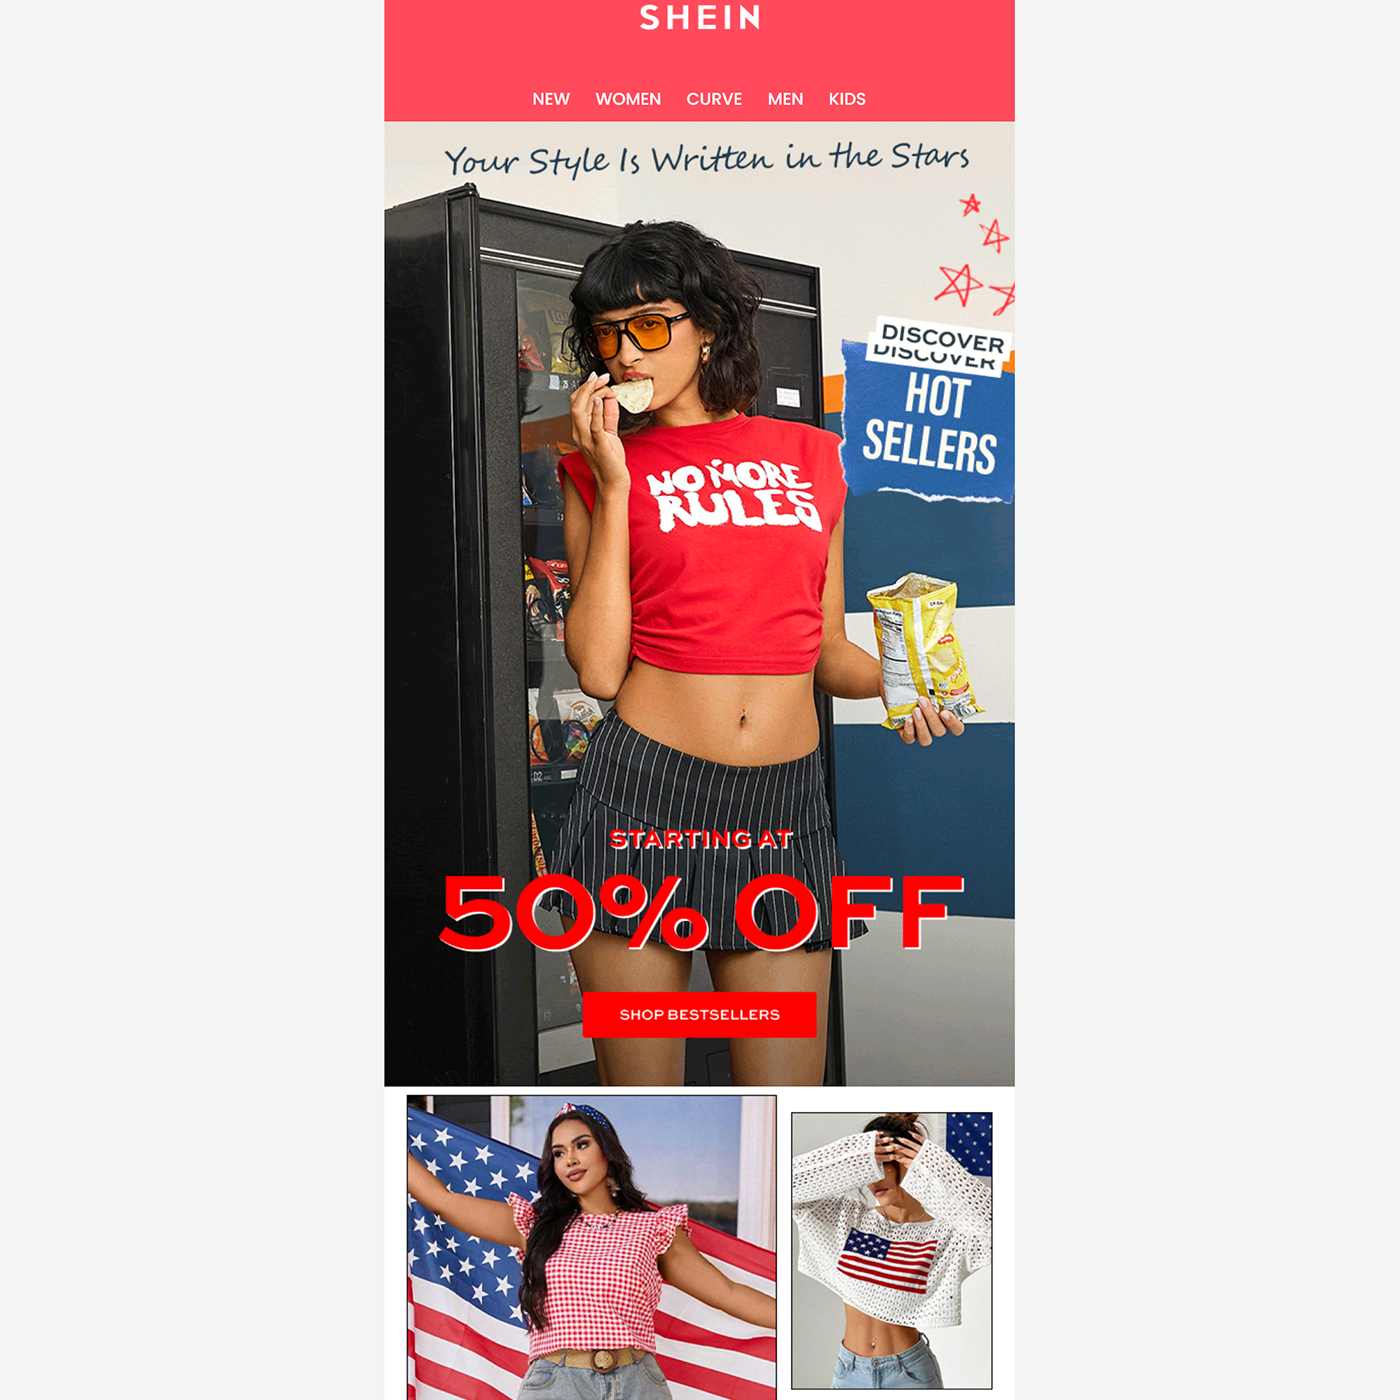 SHEIN
NEW WOMEN CURVE MEN KIDS
Your Style Is Written in the Stars
DISCOVER
DISCOVER
HOT
SELLERS
NO MORE
RULES
D2
STARTING AT
50% OFF
SHOP BESTSELLERS